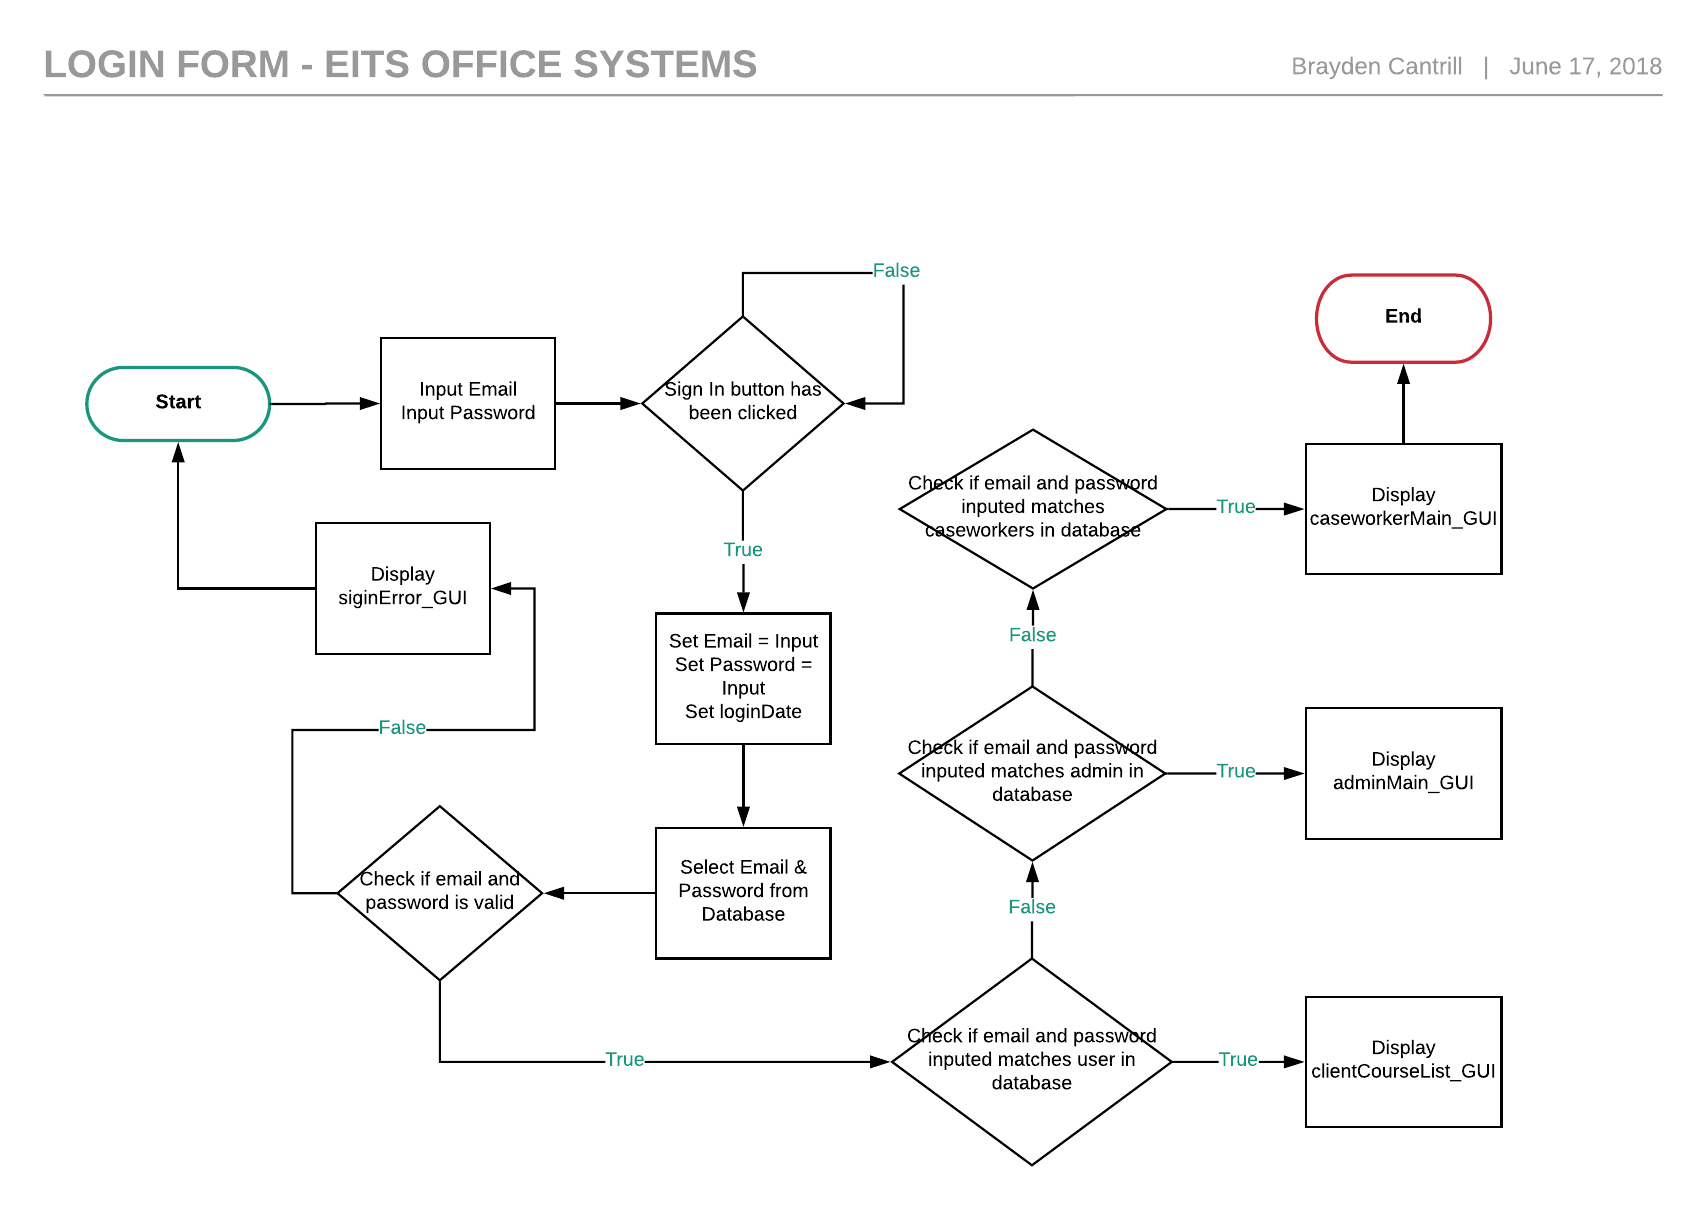 LOGIN FORM - EITS OFFICE SYSTEMS
Brayden Cantrill | June 17, 2018
False
End
Start
Input Email
Input Password
Sign In button has
been clicked
Check if email and password
inputed matches
caseworkers in database
True
Display
caseworkerMain_GUI
True
Display
siginError_GUI
False
Set Email = Input
Set Password =
Input
Set loginDate
False
Check if email and password
inputed matches admin in
database
True
Display
adminMain_GUI
Check if email and
password is valid
Select Email &
Password from
Database
False
True
Check if email and password
inputed matches user in
database
True
Display
clientCourseList_GUI